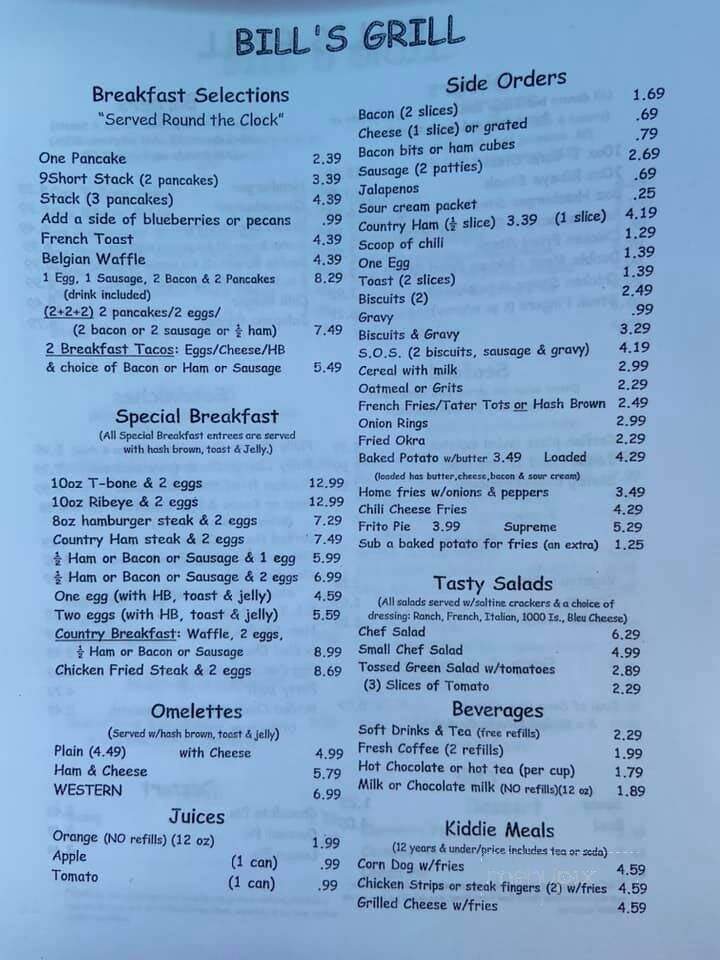 BILL'S GRILL
Breakfast Selections
"Served Round the Clock"
One Pancake 2.39
9Short Stack (2 pancakes) 3.39
Stack (3 pancakes) 4.39
Add a side of blueberries or pecans .99
French Toast 4.39
Belgian Waffle 4.39
1 Egg, 1 Sausage, 2 Bacon & 2 Pancakes 8.29
(drink included)
(2+2+2) 2 pancakes/2 eggs/
(2 bacon or 2 sausage or ½ ham) 7.49
2 Breakfast Tacos: Eggs/Cheese/HB
& choice of Bacon or Ham or Sausage 5.49
Special Breakfast
(All Special Breakfast entrees are served
with hash brown, toast & Jelly.)
10oz T-bone & 2 eggs 12.99
10oz Ribeye & 2 eggs 12.99
8oz hamburger steak & 2 eggs 7.29
Country Ham steak & 2 eggs 7.49
½ Ham or Bacon or Sausage & 1 egg 5.99
½ Ham or Bacon or Sausage & 2 eggs 6.99
One egg (with HB, toast & jelly) 4.59
Two eggs (with HB, toast & jelly) 5.59
Country Breakfast: Waffle, 2 eggs,
½ Ham or Bacon or Sausage 8.99
Chicken Fried Steak & 2 eggs 8.69
Omelettes
(Served w/hash brown, toast & jelly)
Plain (4.49) with Cheese 4.99
Ham & Cheese 5.79
WESTERN 6.99
Juices
Orange (NO refills) (12 oz) 1.99
Apple (1 can) .99
Tomato (1 can) .99
Side Orders
Bacon (2 slices) 1.69
Cheese (1 slice) or grated .69
Bacon bits or ham cubes .79
Sausage (2 patties) 2.69
Jalapenos .69
Sour cream packet .25
Country Ham (½ slice) 3.39 (1 slice) 4.19
Scoop of chili 1.29
One Egg 1.39
Toast (2 slices) 1.39
Biscuits (2) 2.49
Gravy .99
Biscuits & Gravy 3.29
S.O.S. (2 biscuits, sausage & gravy) 4.19
Cereal with milk 2.99
Oatmeal or Grits 2.29
French Fries/Tater Tots or Hash Brown 2.49
Onion Rings 2.99
Fried Okra 2.29
Baked Potato w/butter 3.49 Loaded 4.29
(loaded has butter,cheese,bacon & sour cream)
Home fries w/onions & peppers 3.49
Chili Cheese Fries 4.29
Frito Pie 3.99 Supreme 5.29
Sub a baked potato for fries (an extra) 1.25
Tasty Salads
(All salads served w/saltine crackers & a choice of
dressing: Ranch, French, Italian, 1000 Is., Bleu Cheese)
Chef Salad 6.29
Small Chef Salad 4.99
Tossed Green Salad w/tomatoes 2.89
(3) Slices of Tomato 2.29
Beverages
Soft Drinks & Tea (free refills) 2.29
Fresh Coffee (2 refills) 1.99
Hot Chocolate or hot tea (per cup) 1.79
Milk or Chocolate milk (NO refills)(12 oz) 1.89
Kiddie Meals
(12 years & under/price includes tea or soda)
Corn Dog w/fries 4.59
Chicken Strips or steak fingers (2) w/fries 4.59
Grilled Cheese w/fries 4.59
menupix